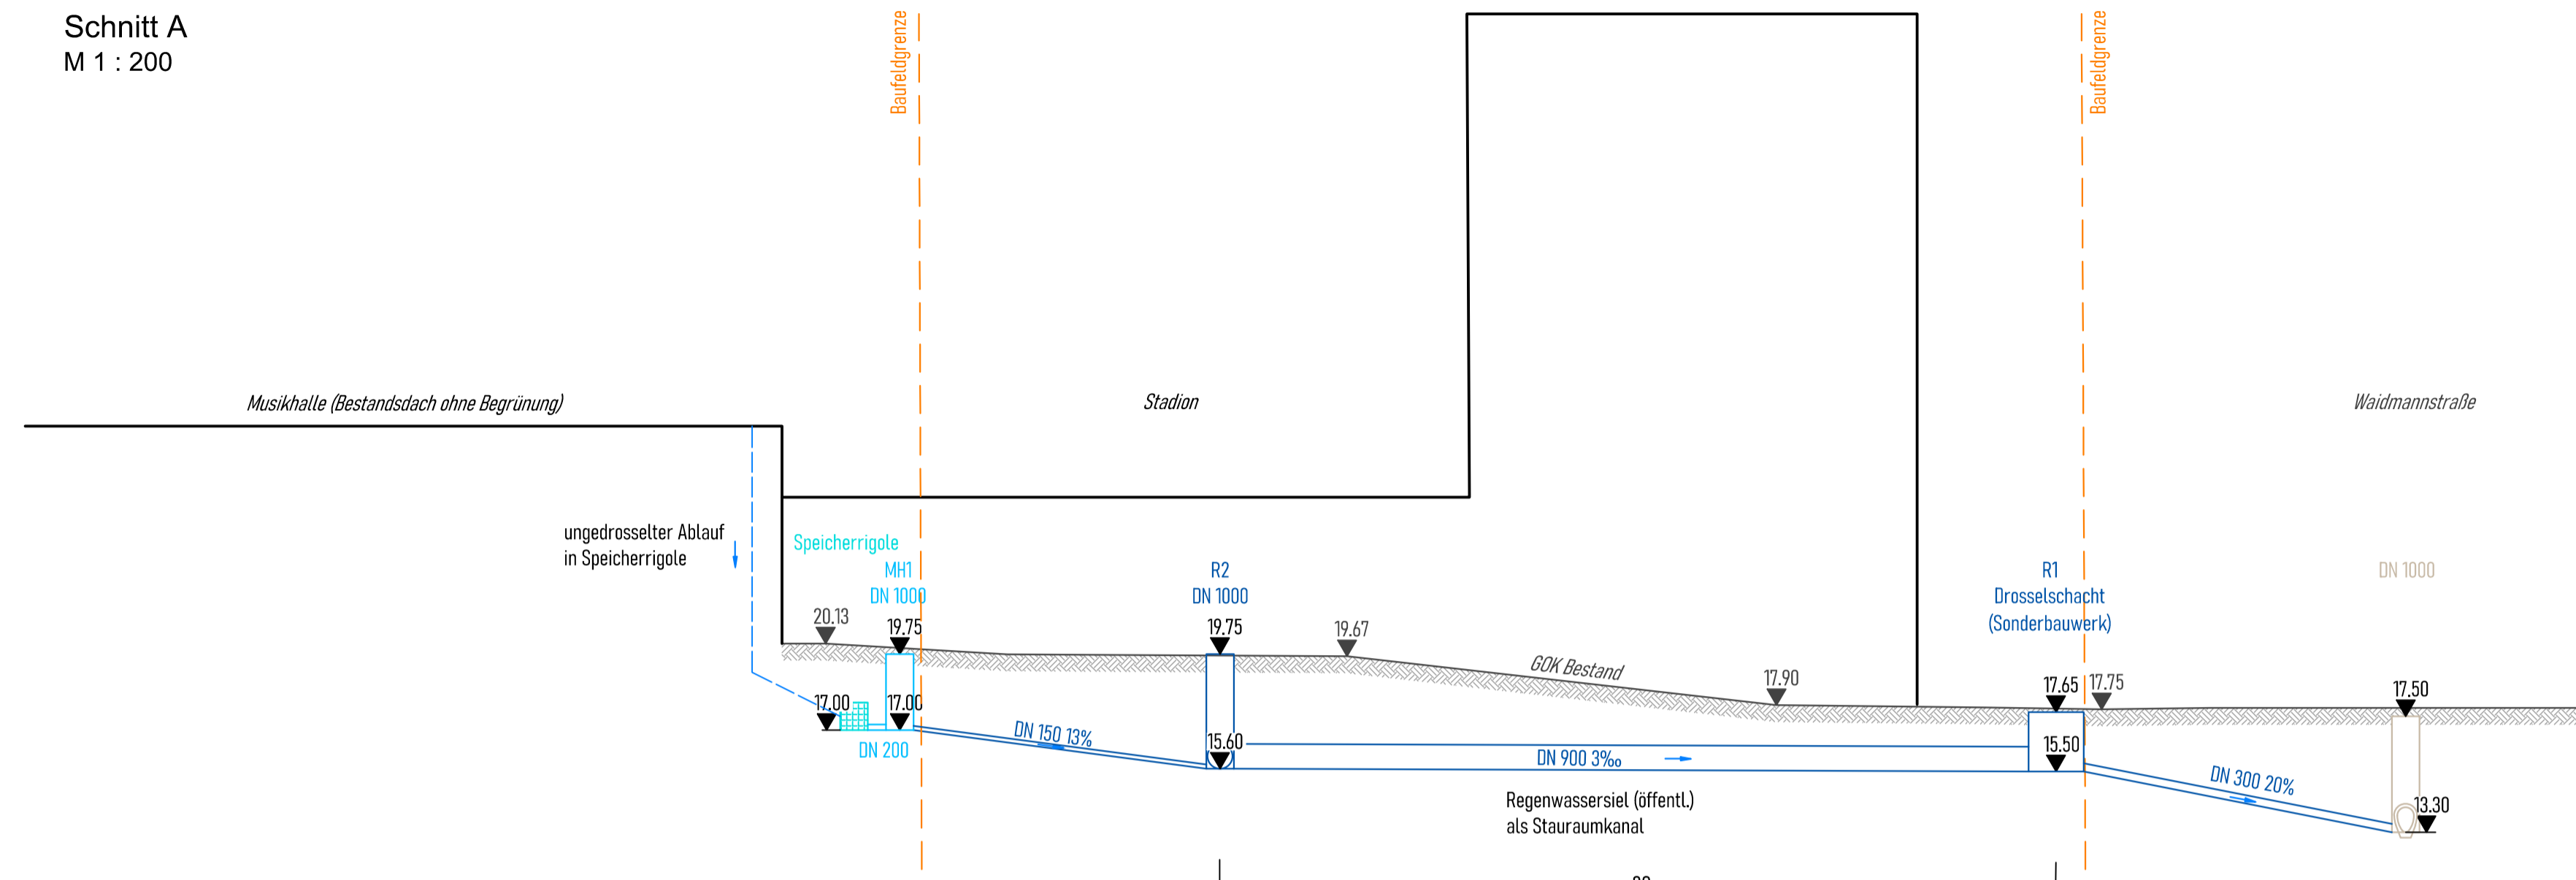 Schnitt A
M 1 : 200
Baufeldgrenze
Baufeldgrenze
Musikhalle (Bestandsdach ohne Begrünung)
Stadion
Waidmannstraße
ungedrosselter Ablauf
in Speicherrigole
Speicherrigole
MH1
DN 1000
R2
DN 1000
R1
Drosselschacht
(Sonderbauwerk)
DN 1000
20.13
19.75
19.75
19.67
GOK Bestand
17.90
17.65
17.75
17.50
17.00
17.00
DN 200
DN 150 13%
15.60
DN 900 3‰
15.50
DN 300 20%
13.30
Regenwassersiel (öffentl.)
als Stauraumkanal